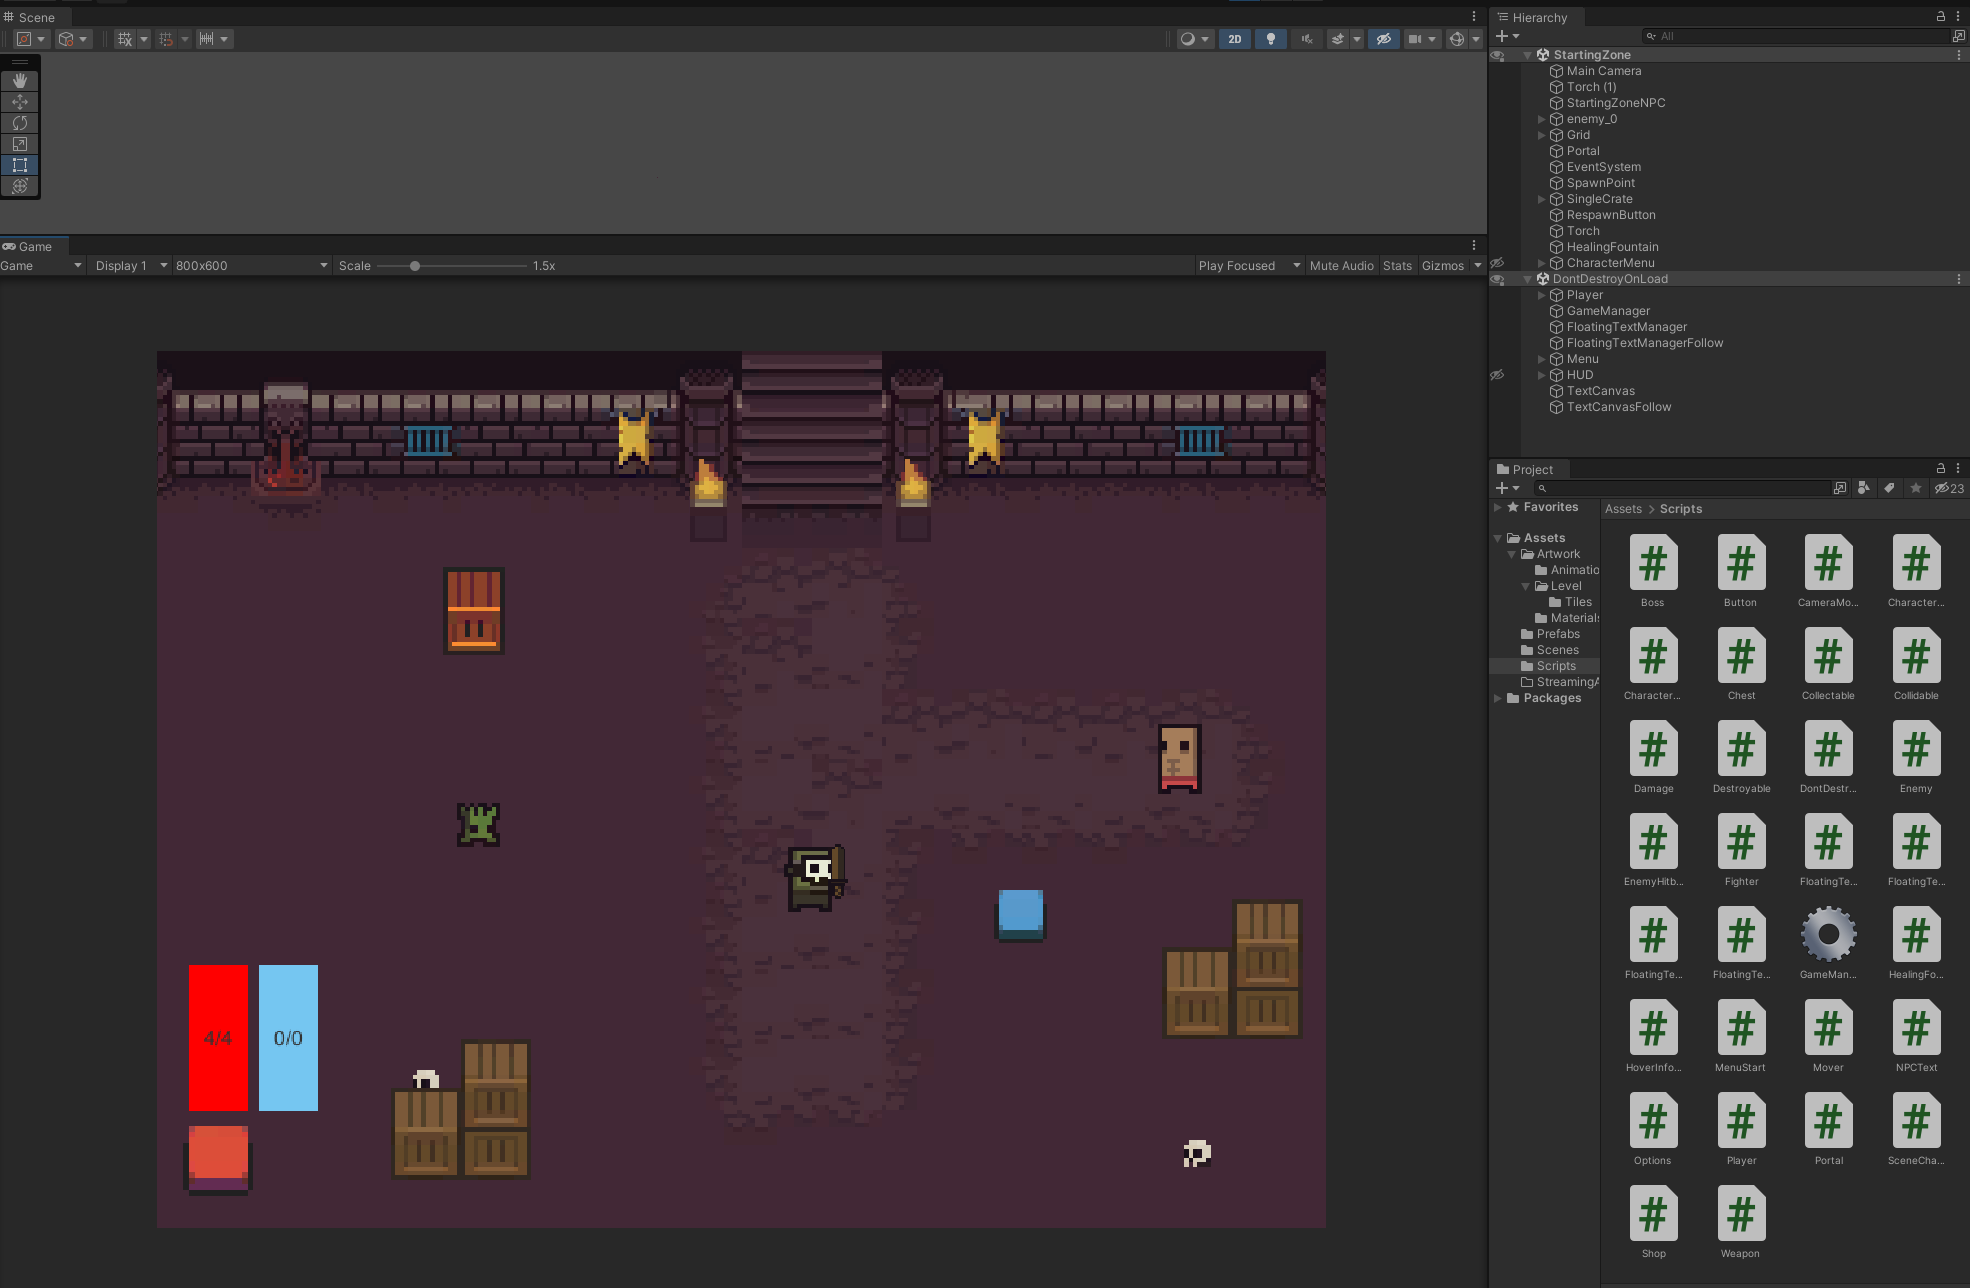 Scene
2D
Game
Game
Display 1
800x600
Scale
1.5x
Play Focused
Mute Audio
Stats
Gizmos
4/4
0/0
Hierarchy
All
StartingZone
Main Camera
Torch (1)
StartingZoneNPC
enemy_0
Grid
Portal
EventSystem
SpawnPoint
SingleCrate
RespawnButton
Torch
HealingFountain
CharacterMenu
DontDestroyOnLoad
Player
GameManager
FloatingTextManager
FloatingTextManagerFollow
Menu
HUD
TextCanvas
TextCanvasFollow
Project
23
Favorites
Assets
Artwork
Animatio
Level
Tiles
Materials
Prefabs
Scenes
Scripts
StreamingA
Packages
Assets > Scripts
Boss
Button
CameraMo...
Character...
Character...
Chest
Collectable
Collidable
Damage
Destroyable
DontDestr...
Enemy
EnemyHitb...
Fighter
FloatingTe...
FloatingTe...
FloatingTe...
FloatingTe...
GameMan...
HealingFo...
HoverInfo...
MenuStart
Mover
NPCText
Options
Player
Portal
SceneCha...
Shop
Weapon